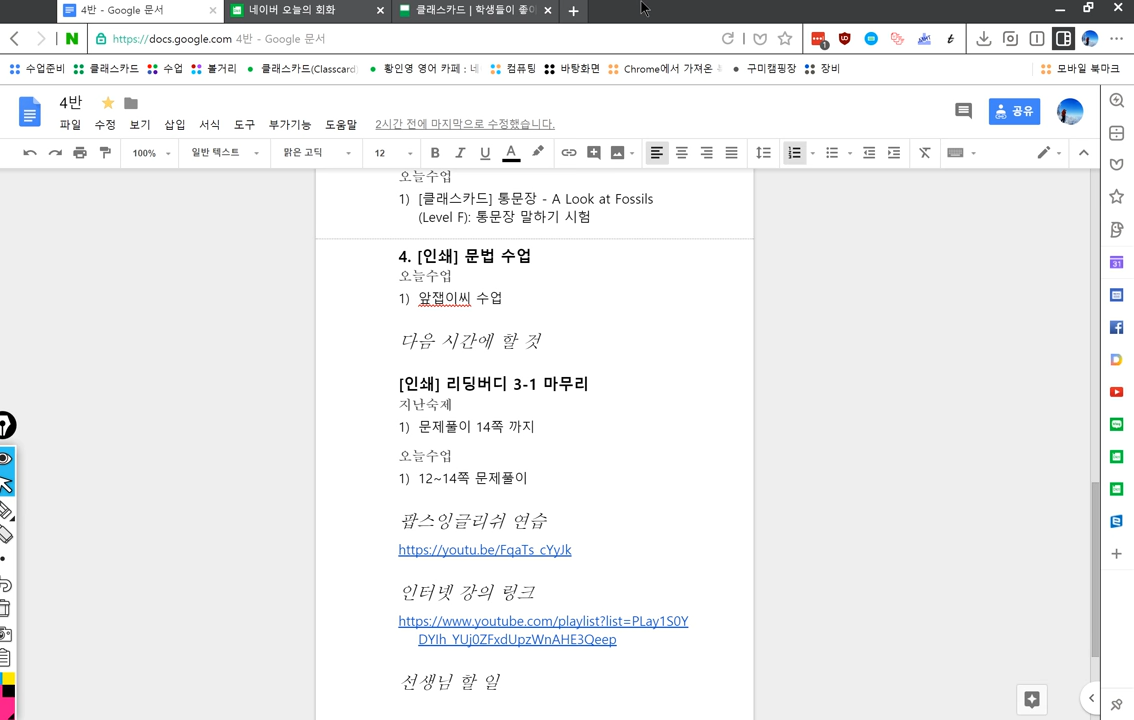 4반 - Google 문서
네이버 오늘의 회화
클래스카드 | 학생들이 좋아
https://docs.google.com 4반 - Google 문서
수업준비 클래스카드 수업 볼거리 클래스카드(Classcard 황인영 영어 카페 : 네 컴퓨팅 바탕화면 Chrome에서 가져온 구미캠핑장 장비 모바일 북마크
4반
파일 수정 보기 삽입 서식 도구 부가기능 도움말 2시간 전에 마지막으로 수정했습니다.
공유
100% 일반 텍스트 맑은 고딕 12
오늘수업
1) [클래스카드] 통문장 - A Look at Fossils
(Level F): 통문장 말하기 시험
4. [인쇄] 문법 수업
오늘수업
1) 앞잽이씨 수업
다음 시간에 할 것
[인쇄] 리딩버디 3-1 마무리
지난숙제
1) 문제풀이 14쪽 까지
오늘수업
1) 12~14쪽 문제풀이
팝스잉글리쉬 연습
https://youtu.be/FqaTs_cYyJk
인터넷 강의 링크
https://www.youtube.com/playlist?list=PLay1S0Y
DYIh_YUj0ZFxdUpzWnAHE3Qeep
선생님 할 일